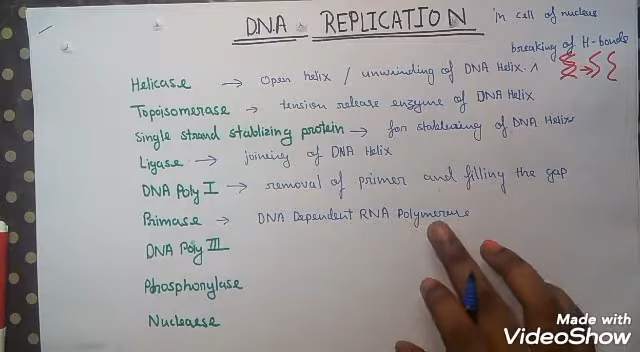 DNA REPLICATION
in cell of nucleus
breaking of H-bonds
Helicase → open helix / unwinding of DNA Helix.
Topoisomerase → tension release enzyme of DNA Helix
Single strand stablizing protein → for stablizing of DNA Helix
Ligase → joineing of DNA Helix
DNA Poly I → removal of primer and filling the gap
Primase → DNA Dependent RNA Polymerase
DNA Poly III
Phosphonylase
Nuclease
Made with
VideoShow